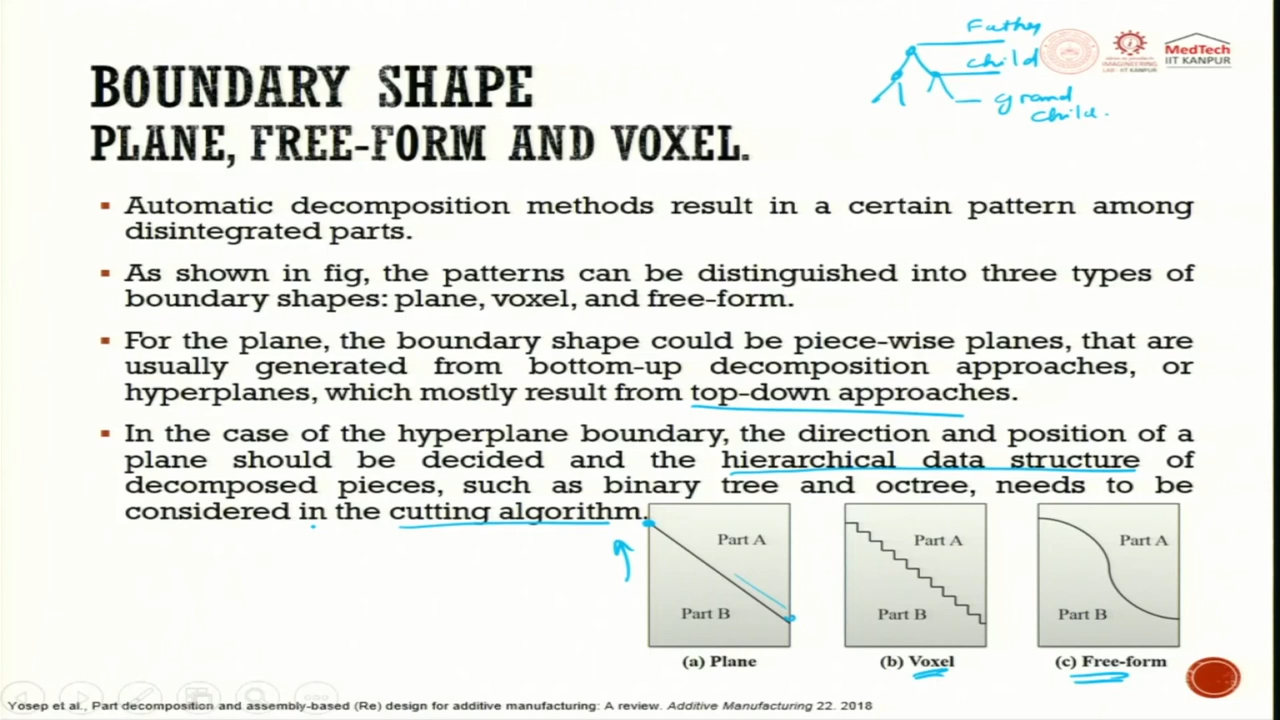 Father
child
grand
child.
MedTech
IIT KANPUR
BOUNDARY SHAPE
PLANE, FREE-FORM AND VOXEL.
Automatic decomposition methods result in a certain pattern among
disintegrated parts.
As shown in fig, the patterns can be distinguished into three types of
boundary shapes: plane, voxel, and free-form.
For the plane, the boundary shape could be piece-wise planes, that are
usually generated from bottom-up decomposition approaches, or
hyperplanes, which mostly result from top-down approaches.
In the case of the hyperplane boundary, the direction and position of a
plane should be decided and the hierarchical data structure of
decomposed pieces, such as binary tree and octree, needs to be
considered in the cutting algorithm.
Part A
Part B
(a) Plane
Part A
Part B
(b) Voxel
Part A
Part B
(c) Free-form
Yosep et al., Part decomposition and assembly-based (Re) design for additive manufacturing: A review. Additive Manufacturing 22. 2018